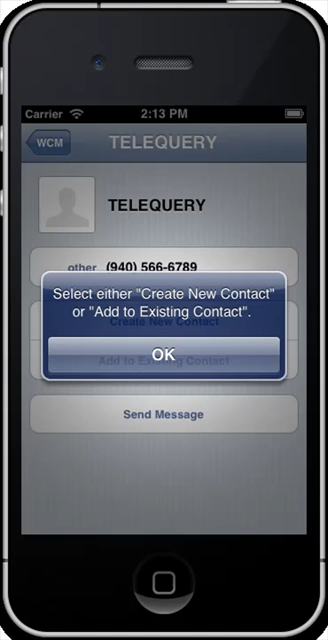 Carrier 2:13 PM
WCM TELEQUERY
TELEQUERY
other (940) 566-6789
Select either "Create New Contact"
or "Add to Existing Contact".
Create New Contact
OK
Add to Existing Contact
Send Message